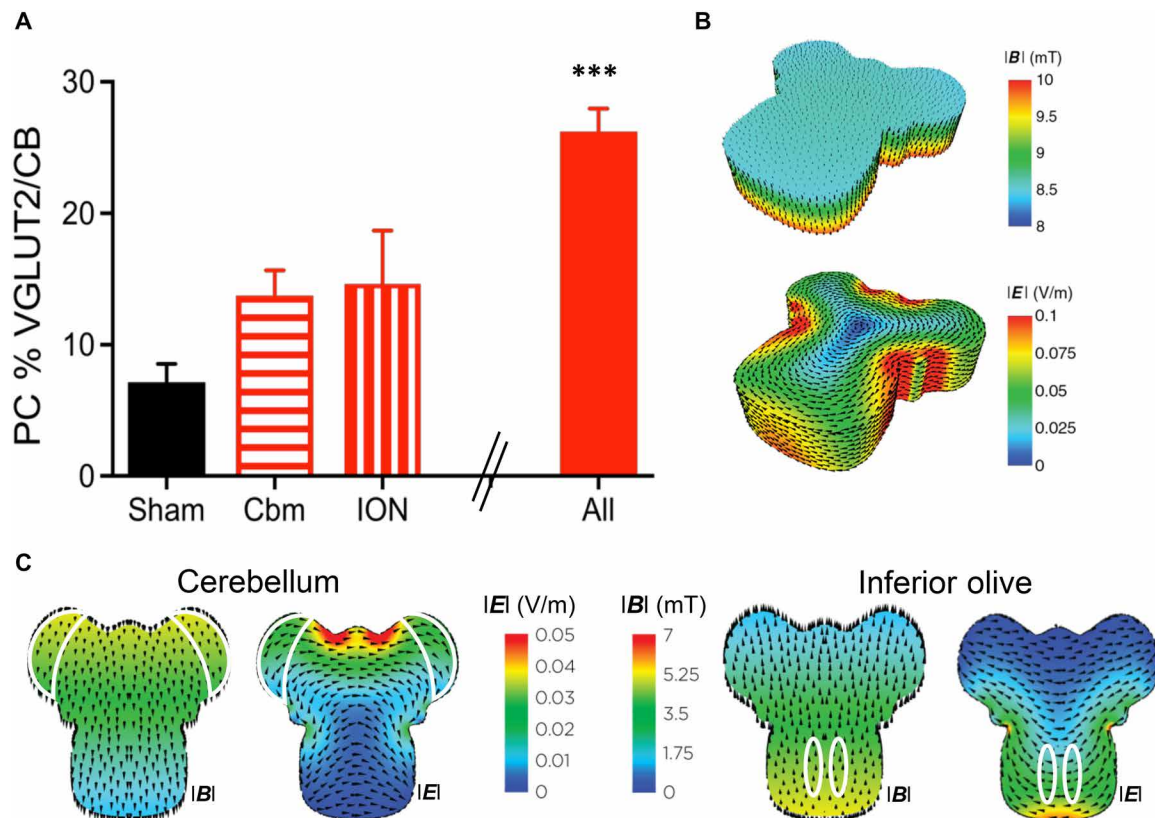 A
PC % VGLUT2/CB
30
20
10
0
***
Sham
Cbm
ION
All
B
|B| (mT)
10
9.5
9
8.5
8
|E| (V/m)
0.1
0.075
0.05
0.025
0
C
Cerebellum
|B|
|E|
|E| (V/m)
0.05
0.04
0.03
0.02
0.01
0
|B| (mT)
7
5.25
3.5
1.75
0
Inferior olive
|B|
|E|